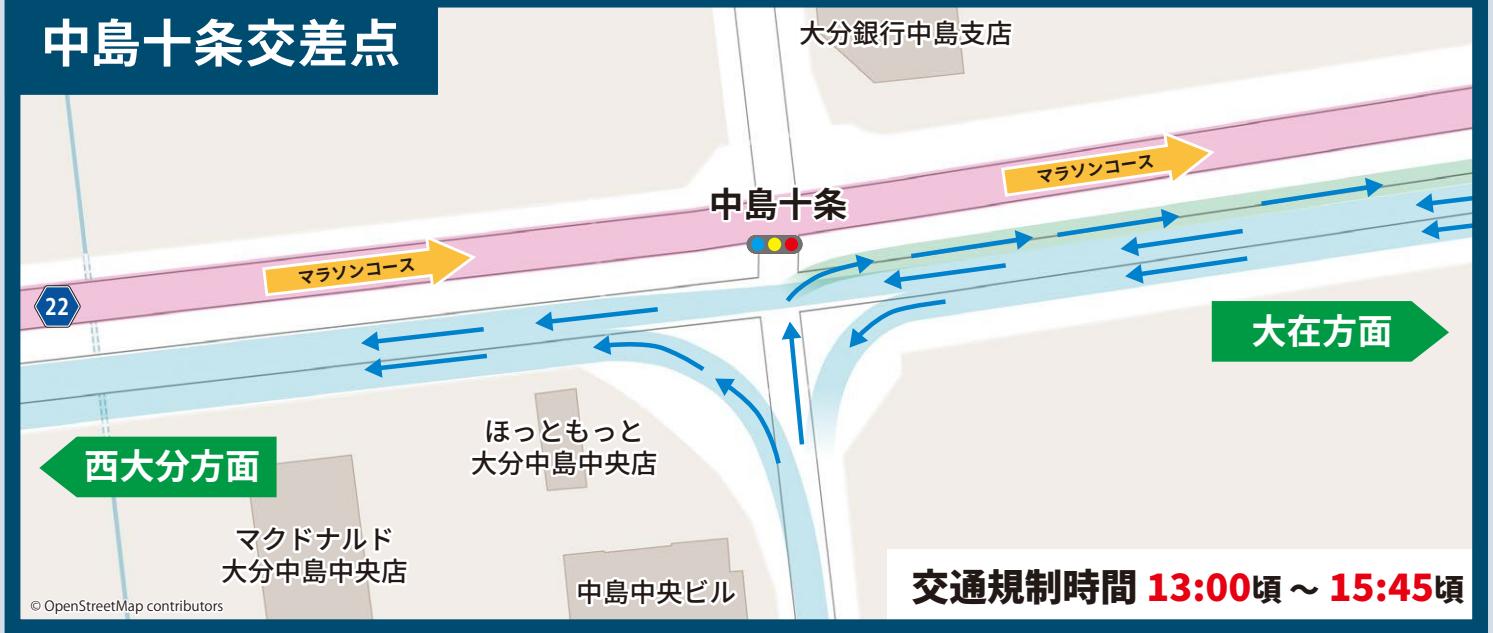 中島十条交差点
大分銀行中島支店
マラソンコース
中島十条
マラソンコース
22
大在方面
西大分方面
ほっともっと
大分中島中央店
マクドナルド
大分中島中央店
中島中央ビル
交通規制時間 13:00頃 ～ 15:45頃
© OpenStreetMap contributors